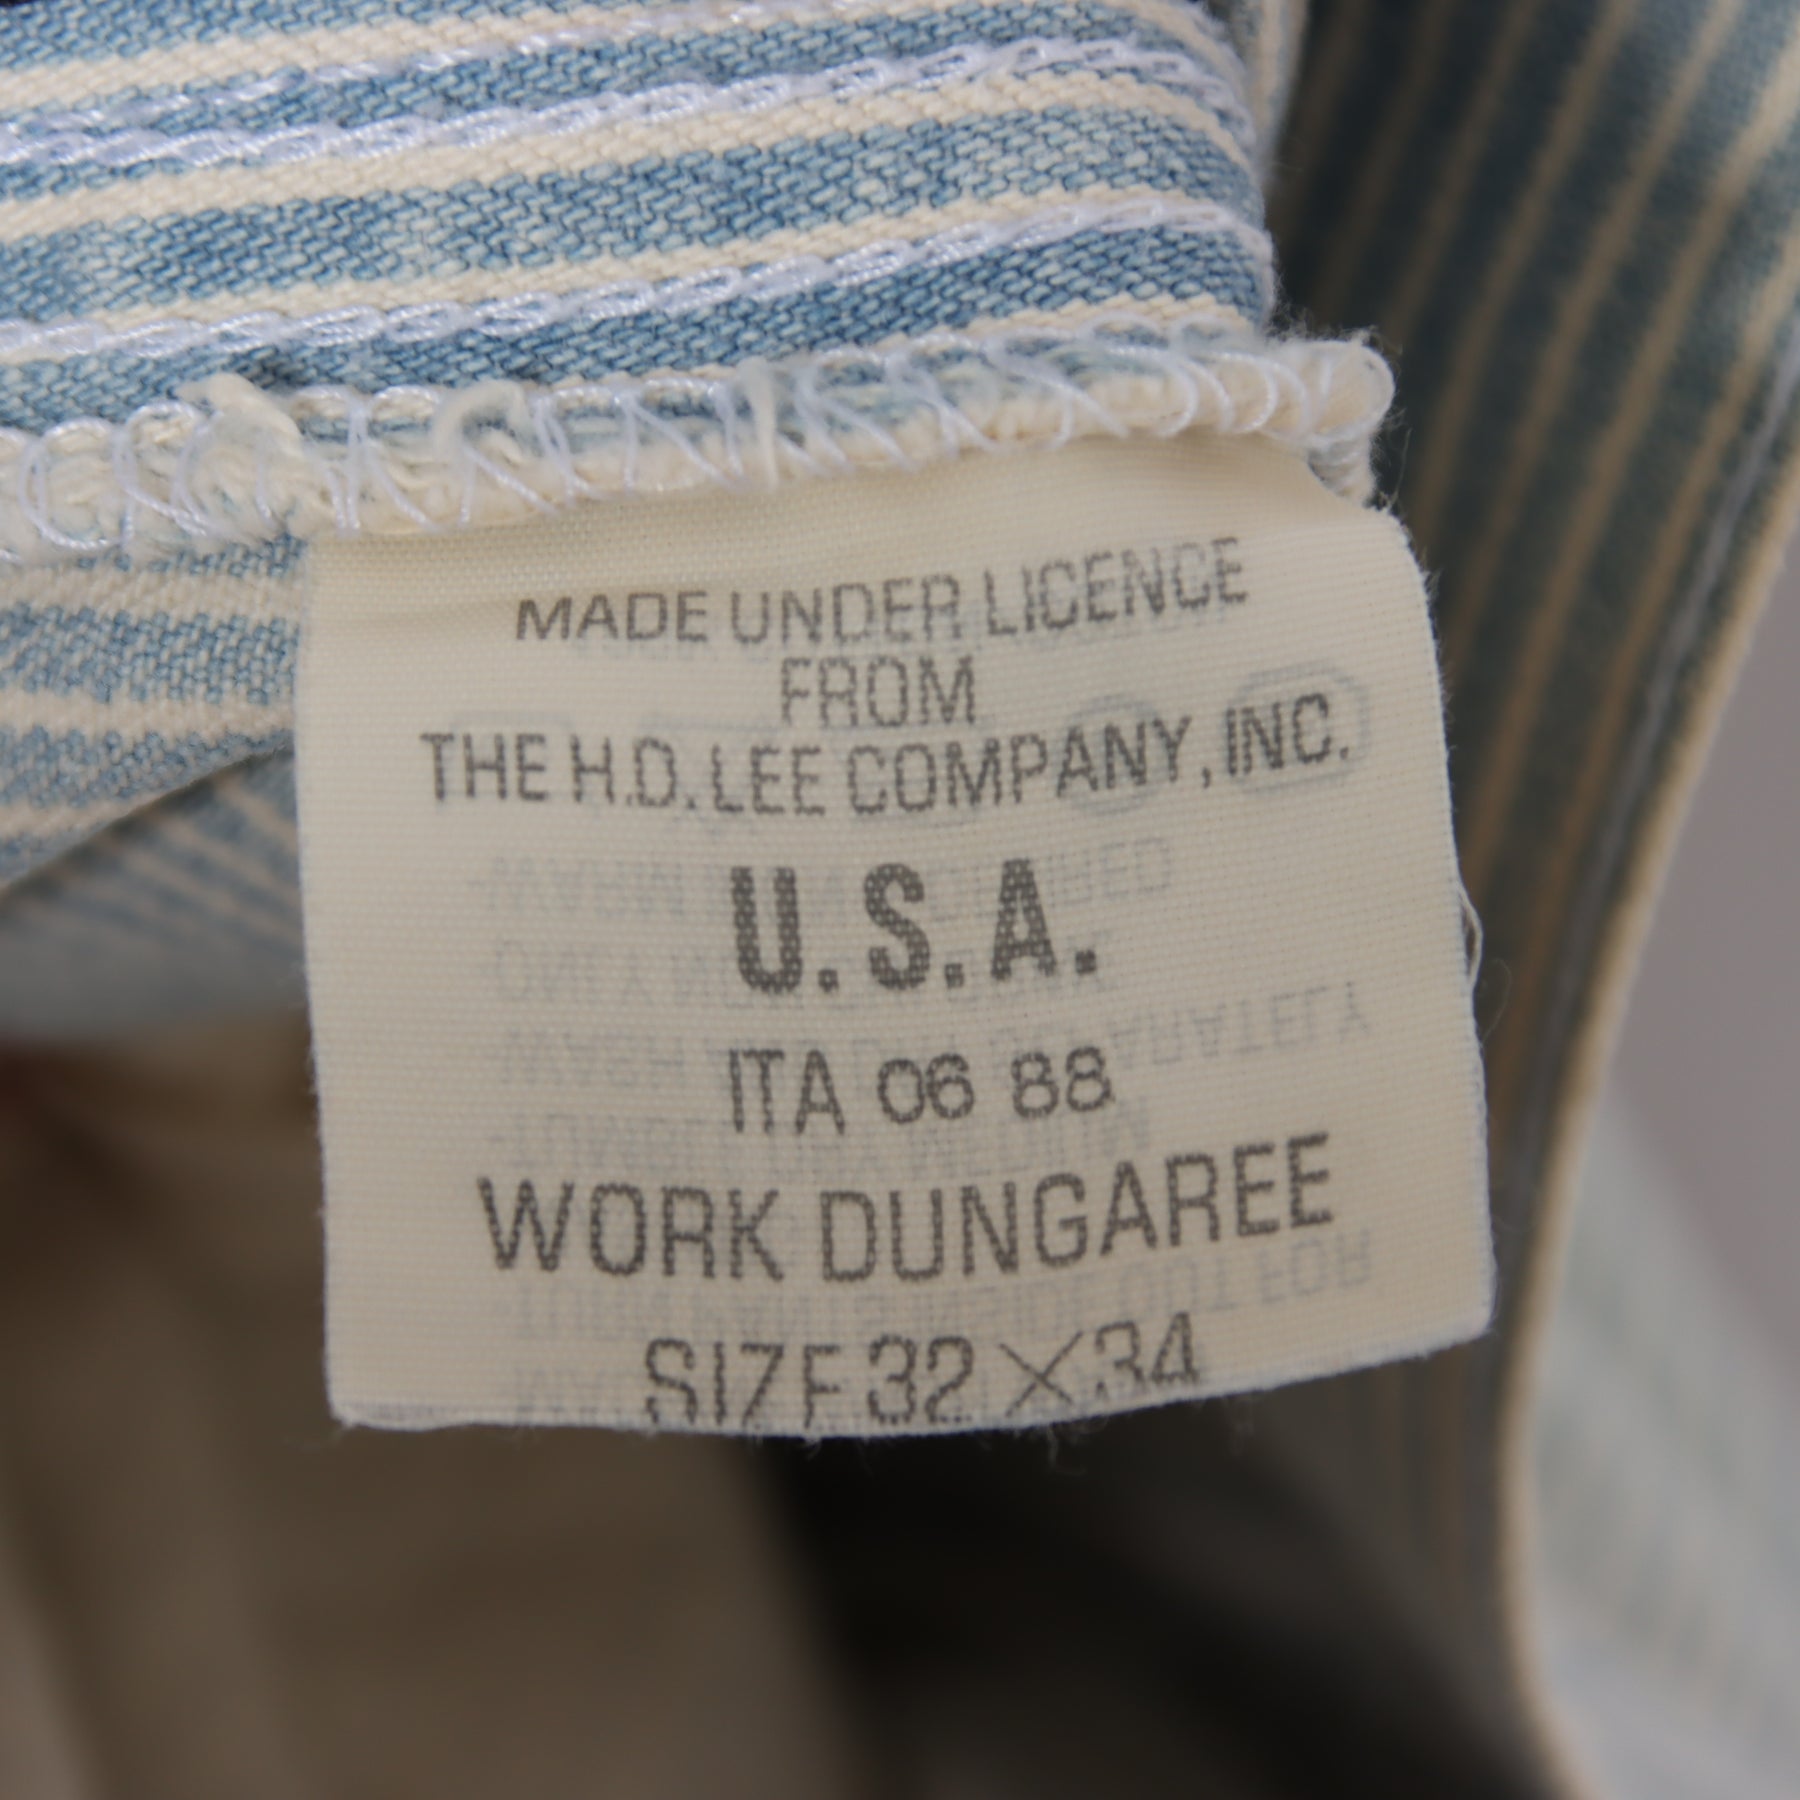 MADE UNDER LICENCE
FROM
THE H.D. LEE COMPANY, INC.
U.S.A.
ITA 06 88
WORK DUNGAREE
SIZE 32 X 34